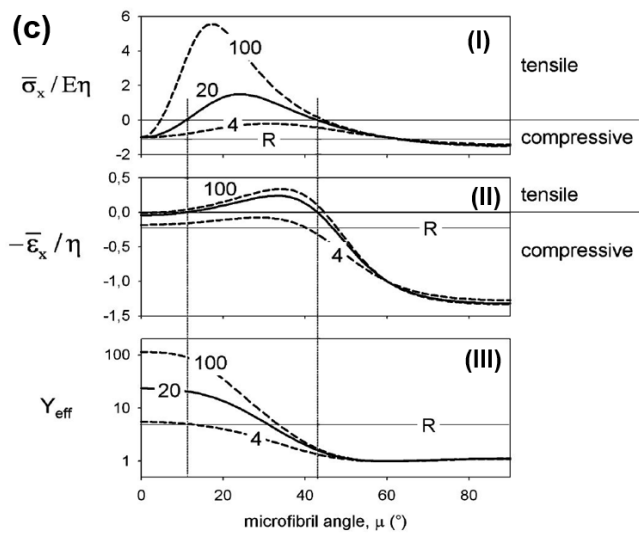 (c)
6
4
2
0
2
σ̄x / Eη
100
20
4
R
(I)
tensile
compressive
0,5
0,0
-0,5
-1,0
-1,5
−ε̄x / η
100
4
R
(II)
tensile
compressive
100
10
1
Yeff
100
20
4
R
(III)
0 20 40 60 80
microfibril angle, μ (°)